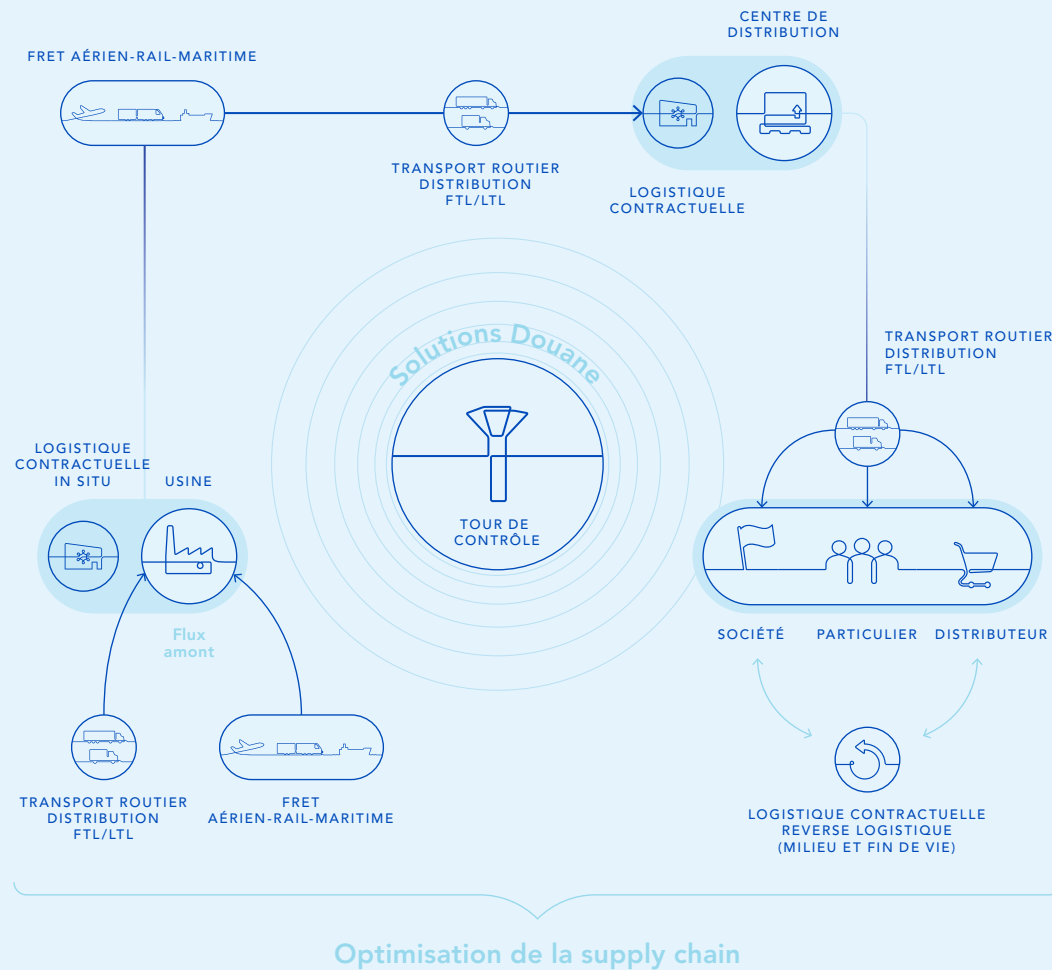 CENTRE DE
DISTRIBUTION
FRET AÉRIEN-RAIL-MARITIME
TRANSPORT ROUTIER
DISTRIBUTION
FTL/LTL
LOGISTIQUE
CONTRACTUELLE
Solutions Douane
TRANSPORT ROUTIER
DISTRIBUTION
FTL/LTL
LOGISTIQUE
CONTRACTUELLE
IN SITU
USINE
TOUR DE
CONTRÔLE
Flux
amont
SOCIÉTÉ
PARTICULIER
DISTRIBUTEUR
TRANSPORT ROUTIER
DISTRIBUTION
FTL/LTL
FRET
AÉRIEN-RAIL-MARITIME
LOGISTIQUE CONTRACTUELLE
REVERSE LOGISTIQUE
(MILIEU ET FIN DE VIE)
Optimisation de la supply chain